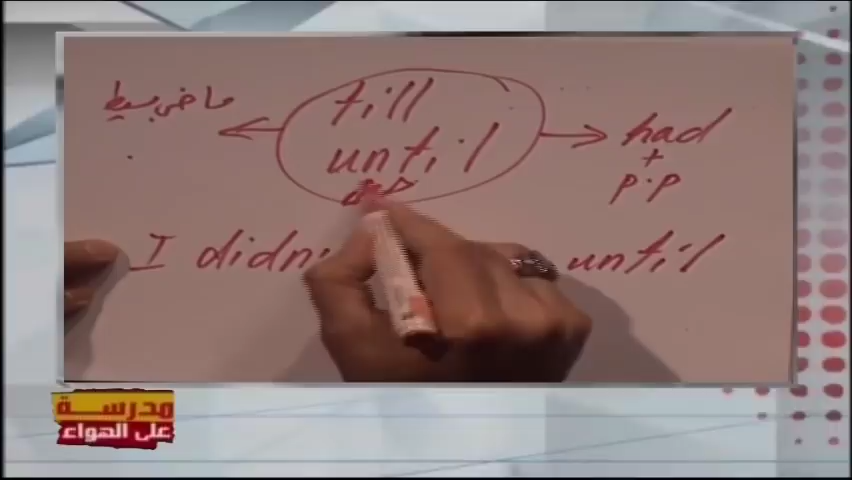 ماضي بسيط
till
until
had
+
p.p
I didn
until
مدرسة
على الهواء